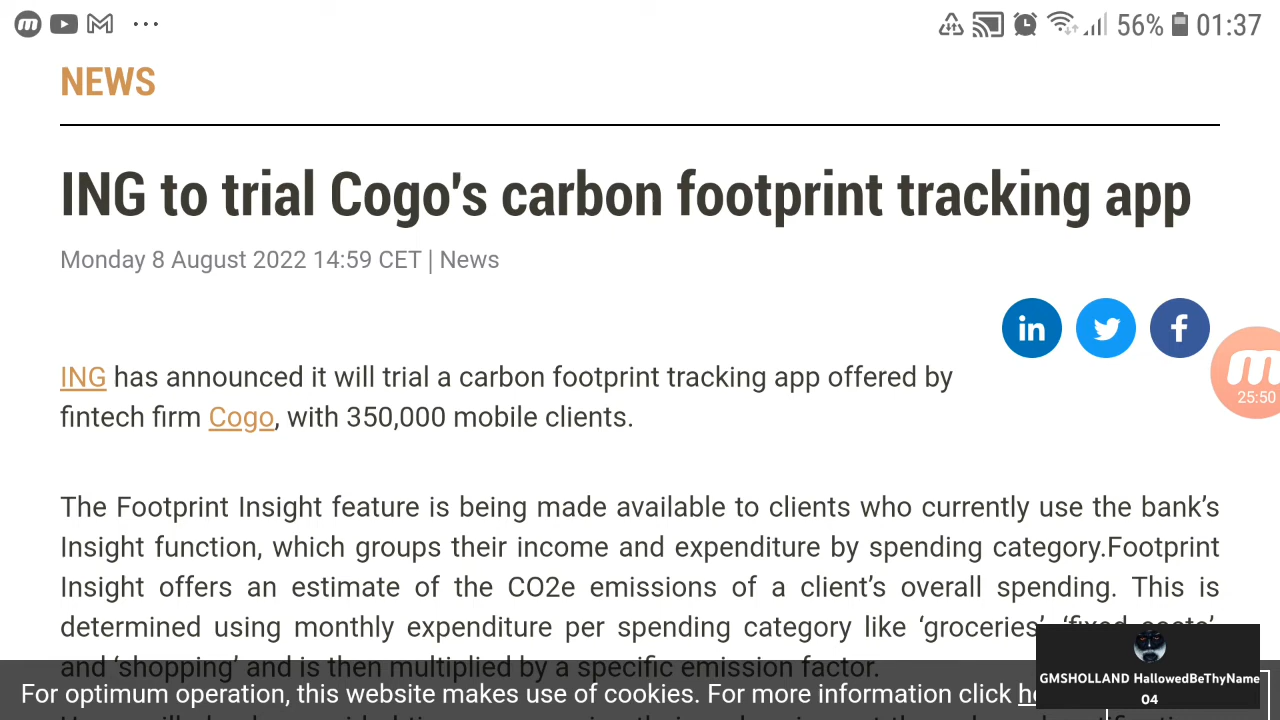 56% 01:37
NEWS
ING to trial Cogo's carbon footprint tracking app
Monday 8 August 2022 14:59 CET | News
in
f
ING has announced it will trial a carbon footprint tracking app offered by
fintech firm Cogo, with 350,000 mobile clients.
25:50
The Footprint Insight feature is being made available to clients who currently use the bank’s
Insight function, which groups their income and expenditure by spending category.Footprint
Insight offers an estimate of the CO2e emissions of a client’s overall spending. This is
determined using monthly expenditure per spending category like ‘groceries’, ‘fixed costs’,
and ‘shopping’ and is then multiplied by a specific emission factor.
For optimum operation, this website makes use of cookies. For more information click
GMSHOLLAND HallowedBeThyName
04